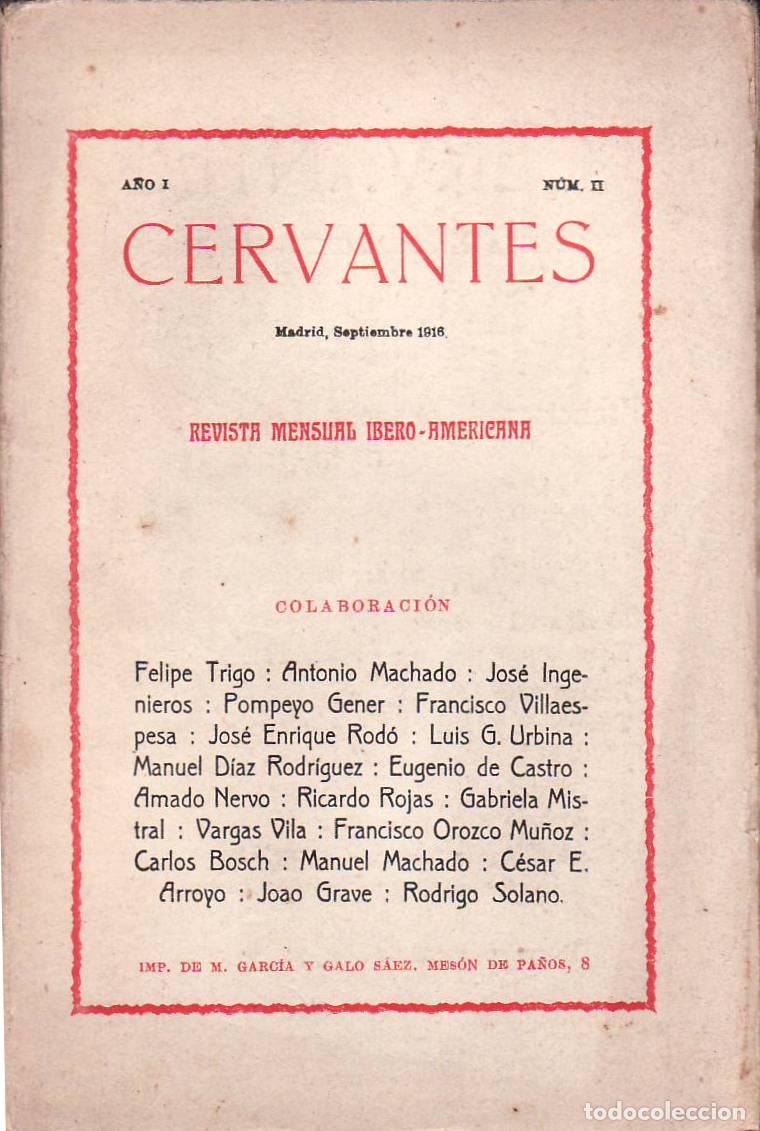 AÑO I NÚM. II
CERVANTES
Madrid, Septiembre 1916.
REVISTA MENSUAL IBERO-AMERICANA
COLABORACIÓN
Felipe Trigo : Antonio Machado : José Inge-
nieros : Pompeyo Gener : Francisco Villaes-
pesa : José Enrique Rodó : Luis G. Urbina :
Manuel Díaz Rodríguez : Eugenio de Castro :
Amado Nervo : Ricardo Rojas : Gabriela Mis-
tral : Vargas Vila : Francisco Orozco Muñoz :
Carlos Bosch : Manuel Machado : César E.
Arroyo : Joao Grave : Rodrigo Solano.
IMP. DE M. GARCÍA Y GALO SÁEZ. MESÓN DE PAÑOS, 8
todocoleccion